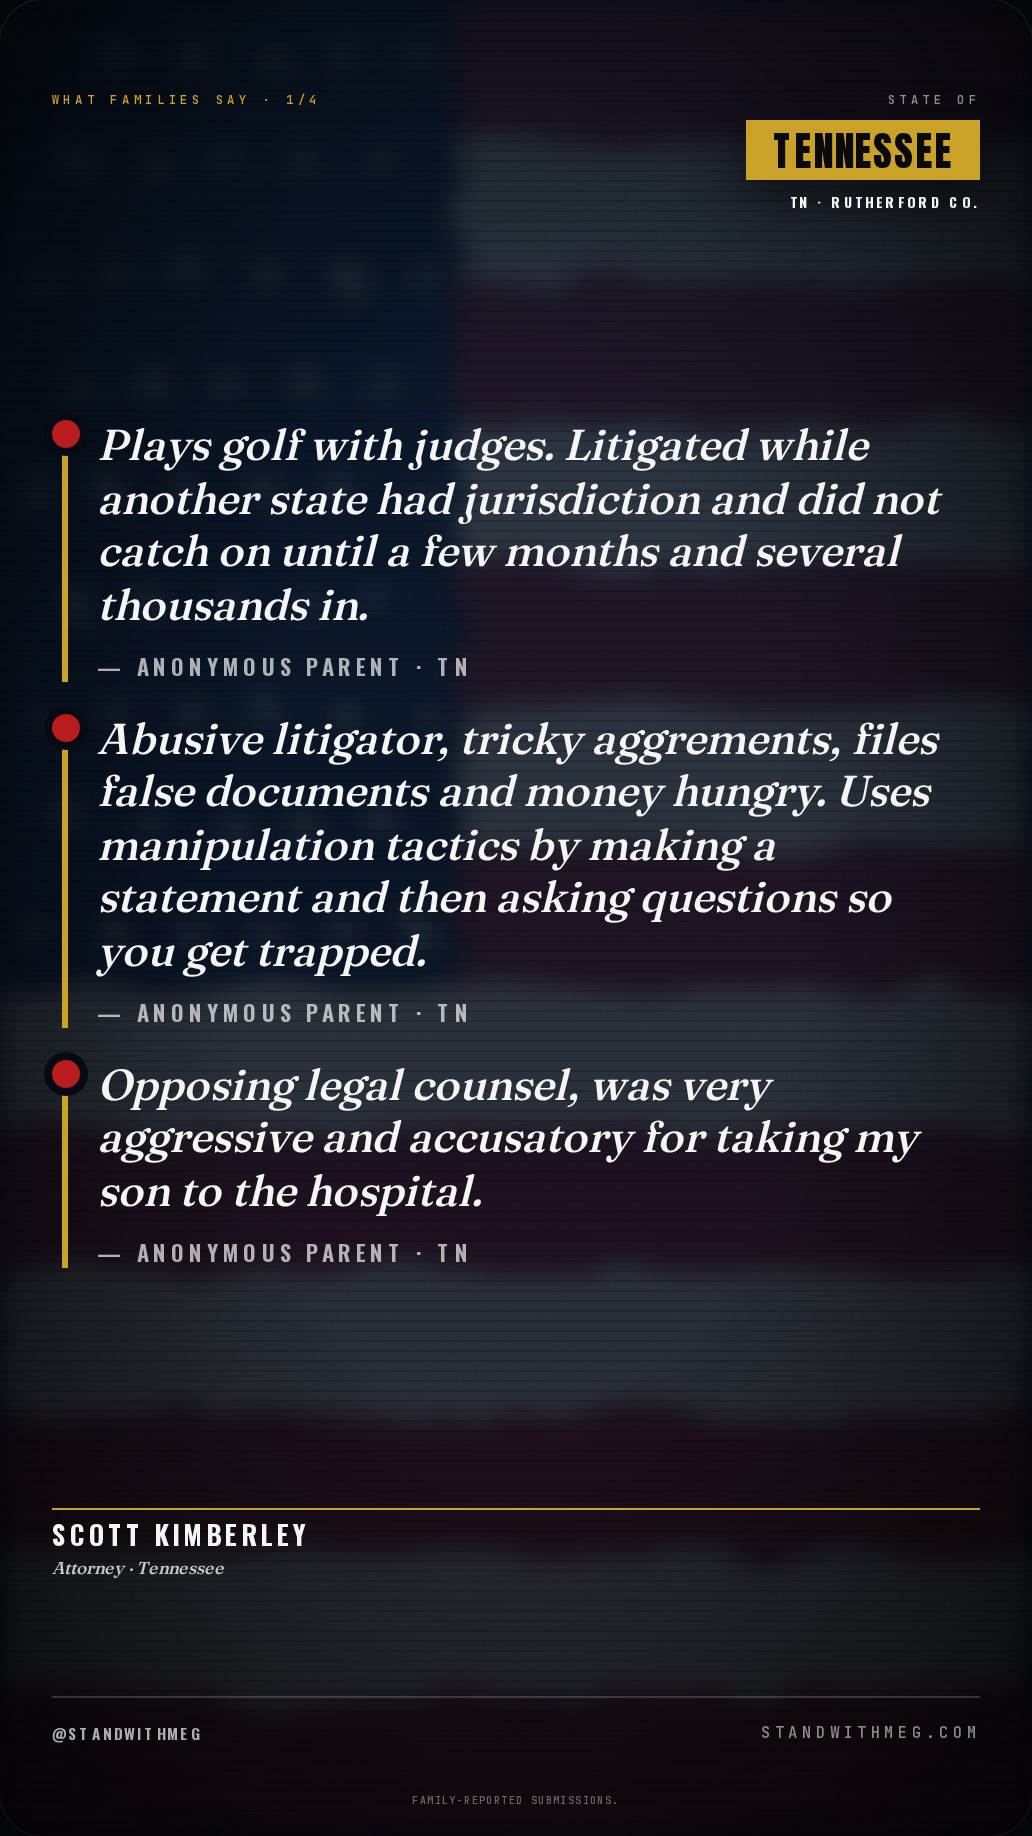 WHAT FAMILIES SAY · 1/4
STATE OF
TENNESSEE
TN · RUTHERFORD CO.
Plays golf with judges. Litigated while
another state had jurisdiction and did not
catch on until a few months and several
thousands in.
— ANONYMOUS PARENT · TN
Abusive litigator, tricky aggrements, files
false documents and money hungry. Uses
manipulation tactics by making a
statement and then asking questions so
you get trapped.
— ANONYMOUS PARENT · TN
Opposing legal counsel, was very
aggressive and accusatory for taking my
son to the hospital.
— ANONYMOUS PARENT · TN
SCOTT KIMBERLEY
Attorney · Tennessee
@STANDWITHMEG
STANDWITHMEG.COM
FAMILY-REPORTED SUBMISSIONS.